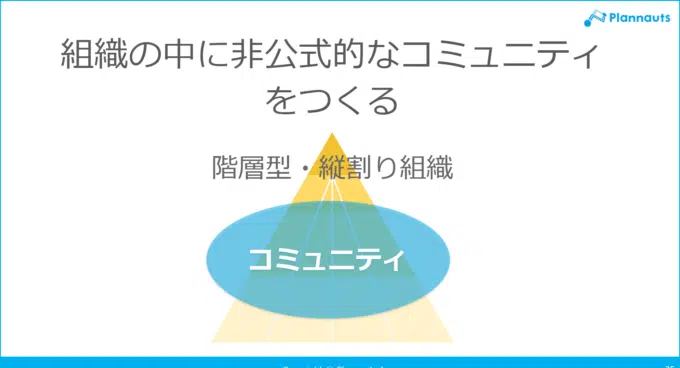 Plannauts
組織の中に非公式的なコミュニティ
をつくる
階層型・縦割り組織
コミュニティ